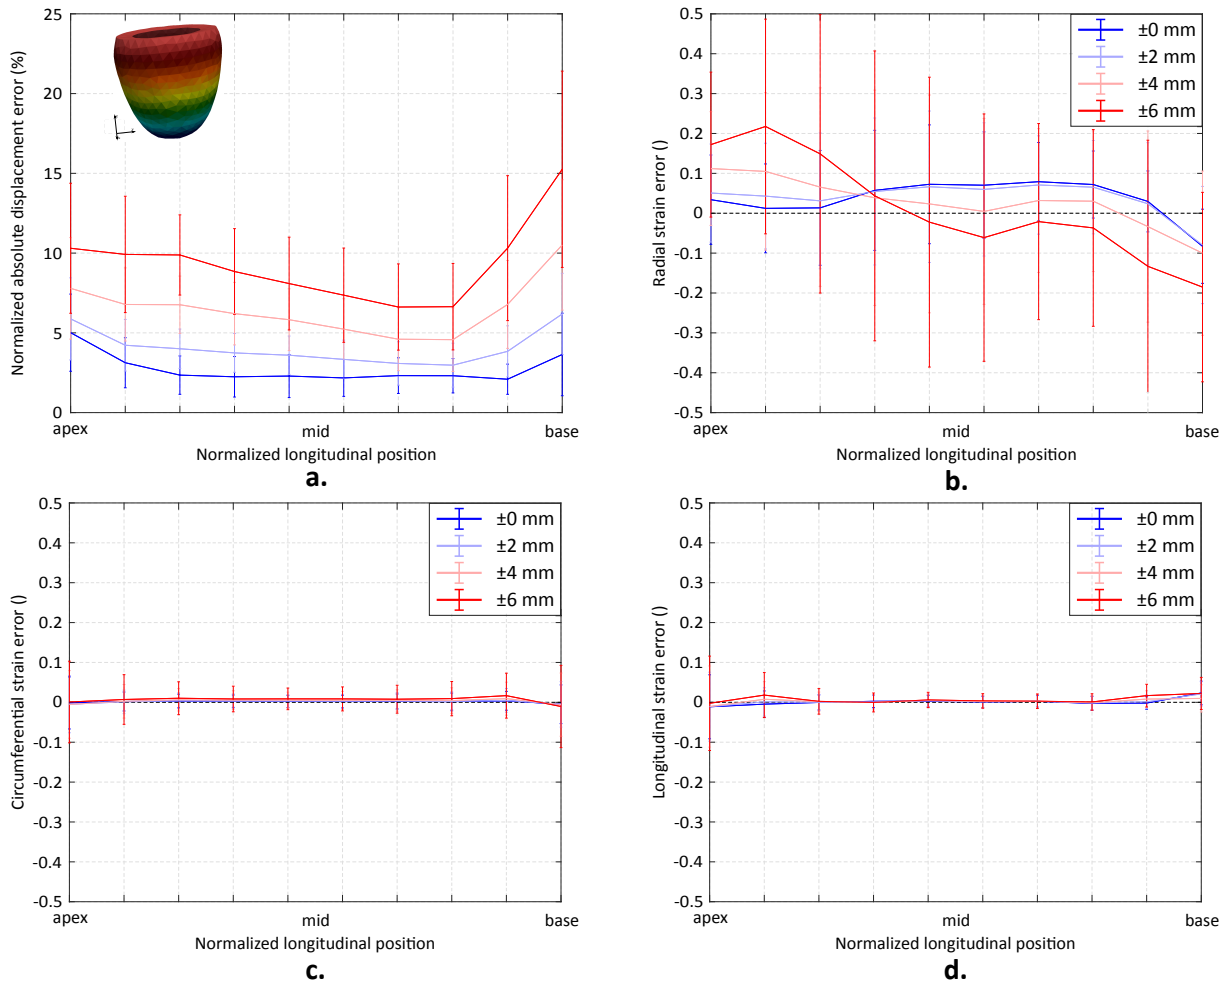 25
20
15
10
5
0
Normalized absolute displacement error (%)
apex
mid
base
Normalized longitudinal position
a.
0.5
0.4
0.3
0.2
0.1
0
-0.1
-0.2
-0.3
-0.4
-0.5
Radial strain error ()
±0 mm
±2 mm
±4 mm
±6 mm
apex
mid
base
Normalized longitudinal position
b.
0.5
0.4
0.3
0.2
0.1
0
-0.1
-0.2
-0.3
-0.4
-0.5
Circumferential strain error ()
±0 mm
±2 mm
±4 mm
±6 mm
apex
mid
base
Normalized longitudinal position
c.
0.5
0.4
0.3
0.2
0.1
0
-0.1
-0.2
-0.3
-0.4
-0.5
Longitudinal strain error ()
±0 mm
±2 mm
±4 mm
±6 mm
apex
mid
base
Normalized longitudinal position
d.